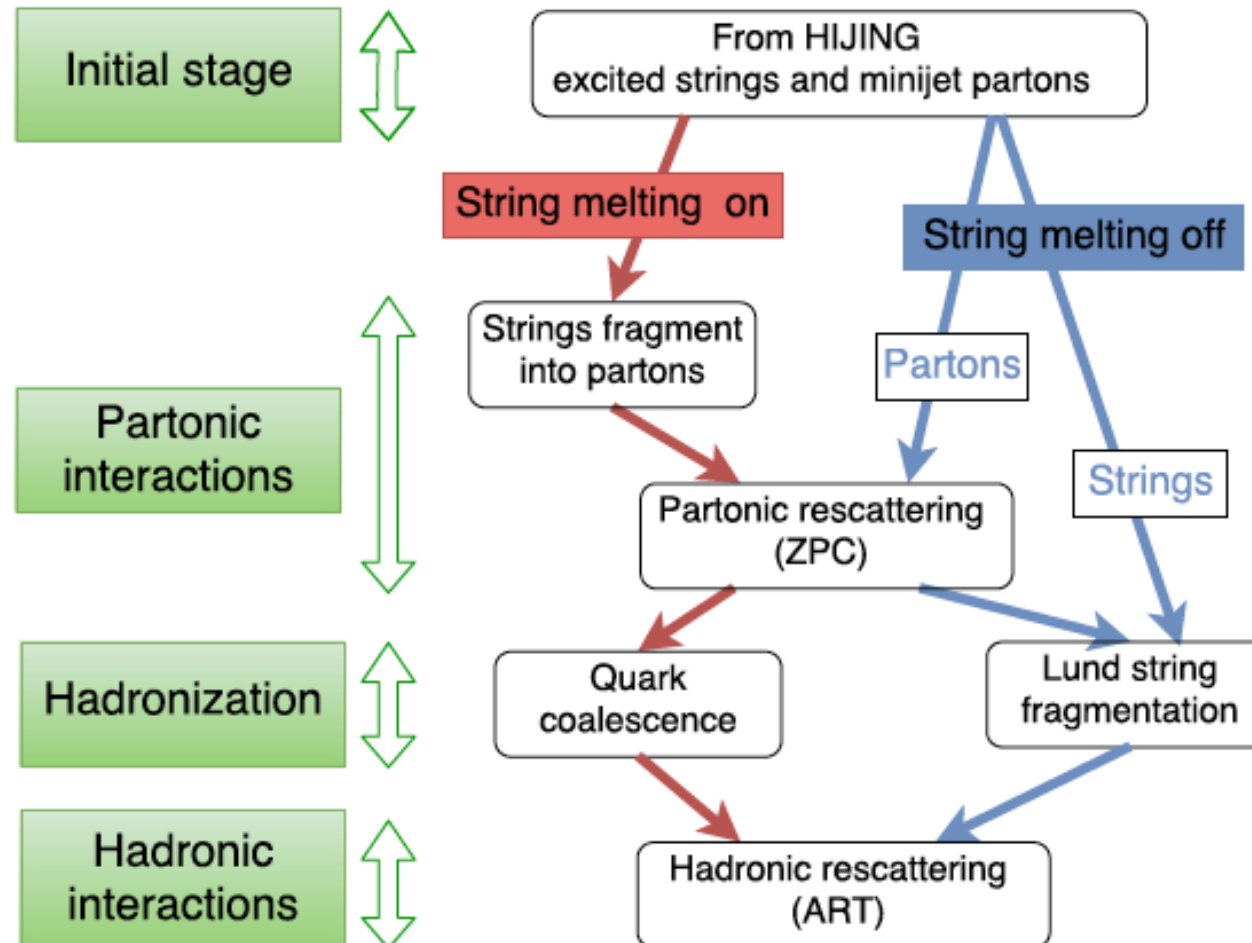 Initial stage
From HIJING
excited strings and minijet partons
String melting on
String melting off
Strings fragment
into partons
Partons
Partonic
interactions
Strings
Partonic rescattering
(ZPC)
Hadronization
Quark
coalescence
Lund string
fragmentation
Hadronic
interactions
Hadronic rescattering
(ART)